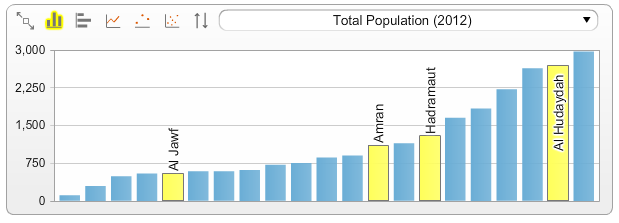 Total Population (2012)
3,000
2,250
1,500
750
0
Al Jawf
Amran
Hadramaut
Al Hudaydah